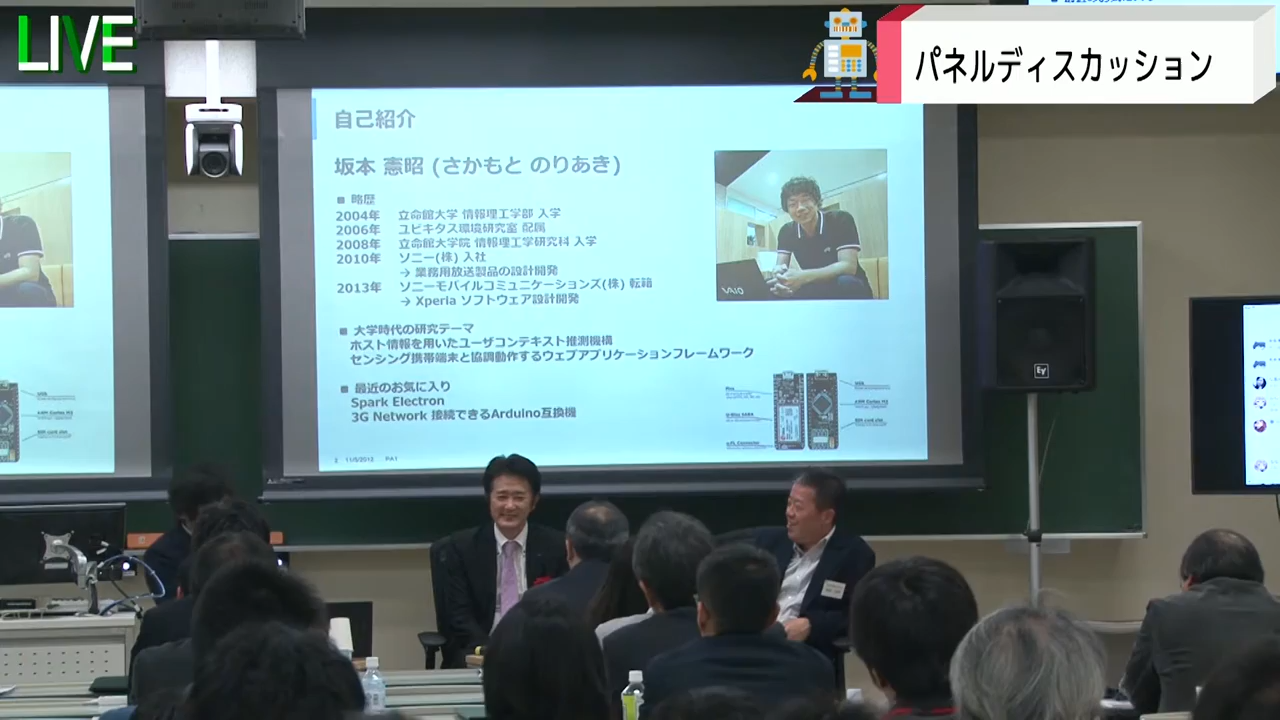 LIVE
パネルディスカッション
自己紹介
坂本 憲昭 (さかもと のりあき)
■ 略歴
2004年 立命館大学 情報理工学部 入学
2006年 ユビキタス環境研究室 配属
2008年 立命館大学院 情報理工学研究科 入学
2010年 ソニー(株) 入社
→ 業務用放送製品の設計開発
2013年 ソニーモバイルコミュニケーションズ(株) 転籍
→ Xperia ソフトウェア設計開発
■ 大学時代の研究テーマ
ホスト情報を用いたユーザコンテキスト推測機構
センシング携帯端末と協調動作するウェブアプリケーションフレームワーク
■ 最近のお気に入り
Spark Electron
3G Network 接続できるArduino互換機
VAIO
EV